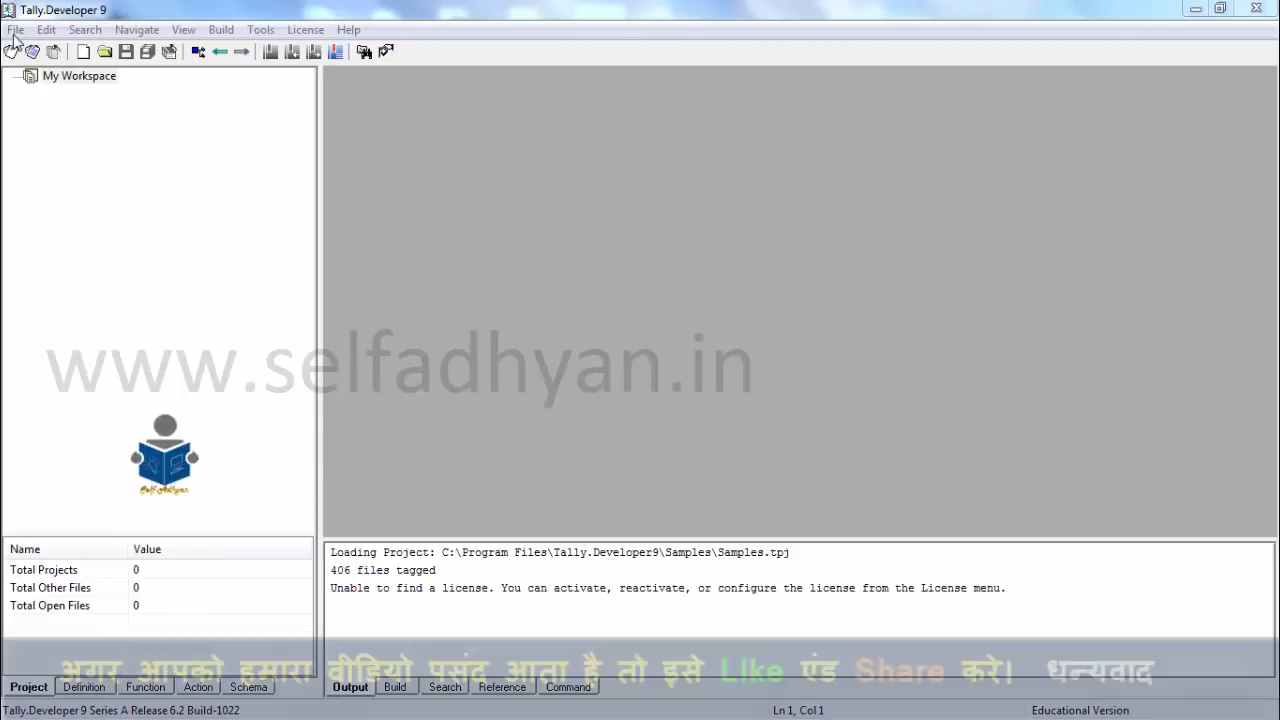 Tally.Developer 9
File Edit Search Navigate View Build Tools License Help
My Workspace
www.selfadhyan.in
Self Adhyan
Name Value
Total Projects 0
Total Other Files 0
Total Open Files 0
Loading Project: C:\Program Files\Tally.Developer9\Samples\Samples.tpj
406 files tagged
Unable to find a license. You can activate, reactivate, or configure the license from the License menu.
अगर आपको हमारा वीडियो पसंद आता है तो इसे LIke एंड Share करे। धन्यवाद
Project Definition Function Action Schema
Output Build Search Reference Command
Tally.Developer 9 Series A Release 6.2 Build-1022 Ln 1, Col 1 Educational Version